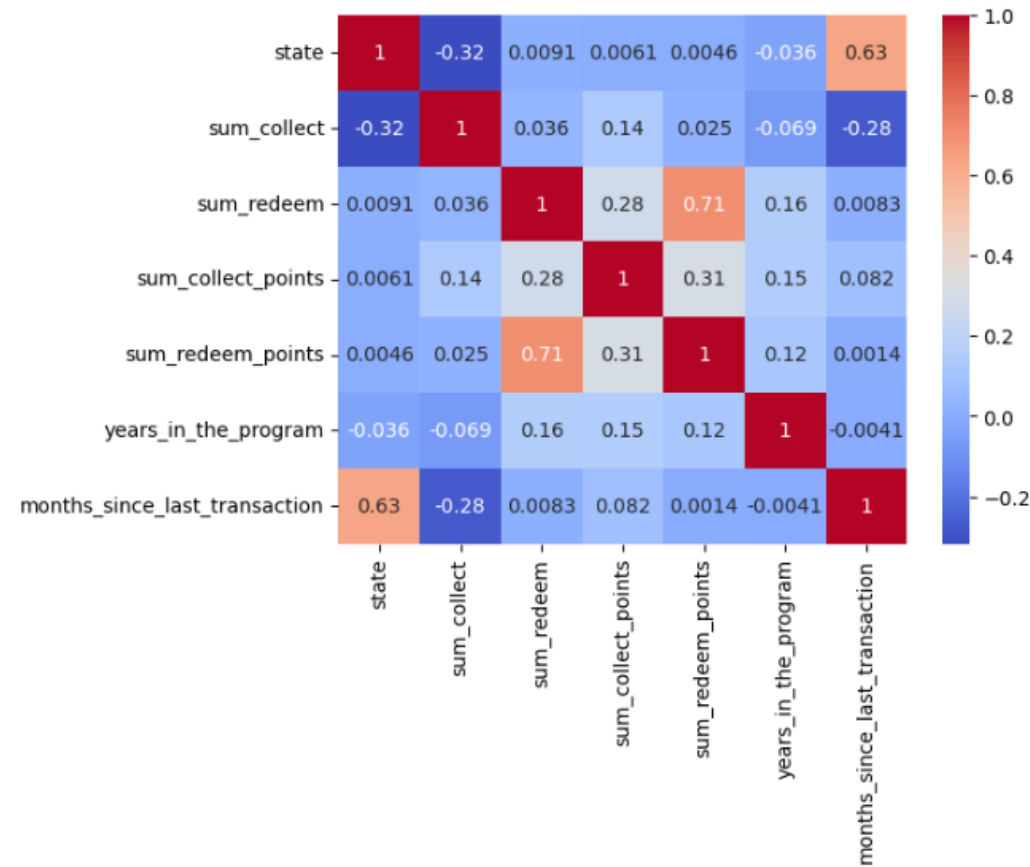 state 1 -0.32 0.0091 0.0061 0.0046 -0.036 0.63
sum_collect -0.32 1 0.036 0.14 0.025 -0.069 -0.28
sum_redeem 0.0091 0.036 1 0.28 0.71 0.16 0.0083
sum_collect_points 0.0061 0.14 0.28 1 0.31 0.15 0.082
sum_redeem_points 0.0046 0.025 0.71 0.31 1 0.12 0.0014
years_in_the_program -0.036 -0.069 0.16 0.15 0.12 1 -0.0041
months_since_last_transaction 0.63 -0.28 0.0083 0.082 0.0014 -0.0041 1
state
sum_collect
sum_redeem
sum_collect_points
sum_redeem_points
years_in_the_program
months_since_last_transaction
1.0
0.8
0.6
0.4
0.2
0.0
−0.2